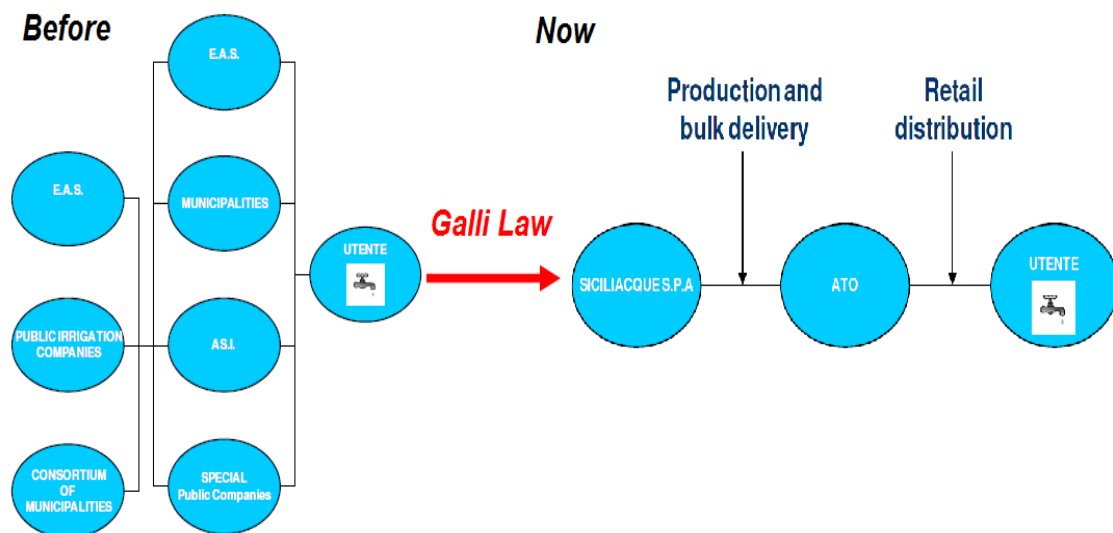 Before
Now
E.A.S.
E.A.S.
MUNICIPALITIES
UTENTE
PUBLIC IRRIGATION
COMPANIES
A.S.I.
CONSORTIUM
OF
MUNICIPALITIES
SPECIAL
Public Companies
Galli Law
Production and
bulk delivery
Retail
distribution
SICILIACQUE S.P.A
ATO
UTENTE